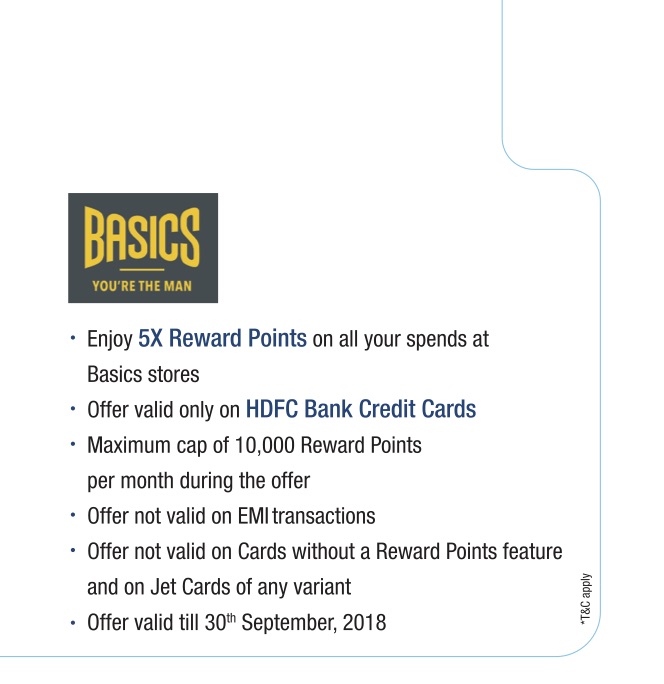 BASICS
YOU'RE THE MAN
• Enjoy 5X Reward Points on all your spends at
Basics stores
• Offer valid only on HDFC Bank Credit Cards
• Maximum cap of 10,000 Reward Points
per month during the offer
• Offer not valid on EMI transactions
• Offer not valid on Cards without a Reward Points feature
and on Jet Cards of any variant
• Offer valid till 30th September, 2018
*T&C apply